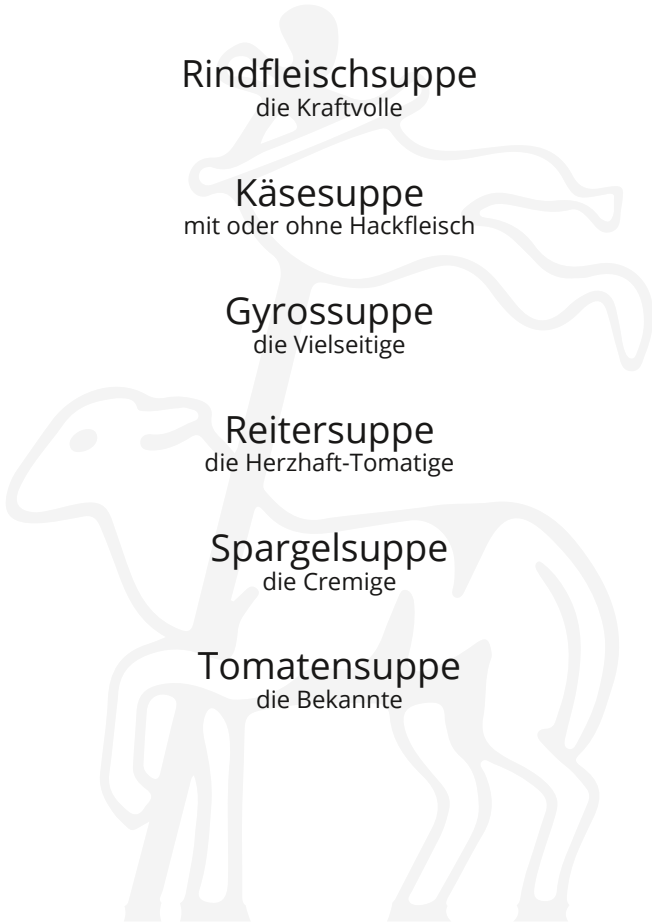 Rindfleischsuppe
die Kraftvolle
Käsesuppe
mit oder ohne Hackfleisch
Gyrossuppe
die Vielseitige
Reitersuppe
die Herzhaft-Tomatige
Spargelsuppe
die Cremige
Tomatensuppe
die Bekannte